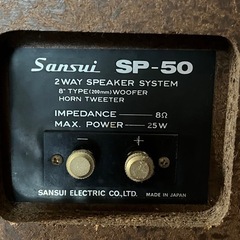 Sansui SP-50
2 WAY SPEAKER SYSTEM
8" TYPE (200mm) WOOFER
HORN TWEETER
IMPEDANCE 8Ω
MAX. POWER 25W
- +
SANSUI ELECTRIC CO., LTD. MADE IN JAPAN